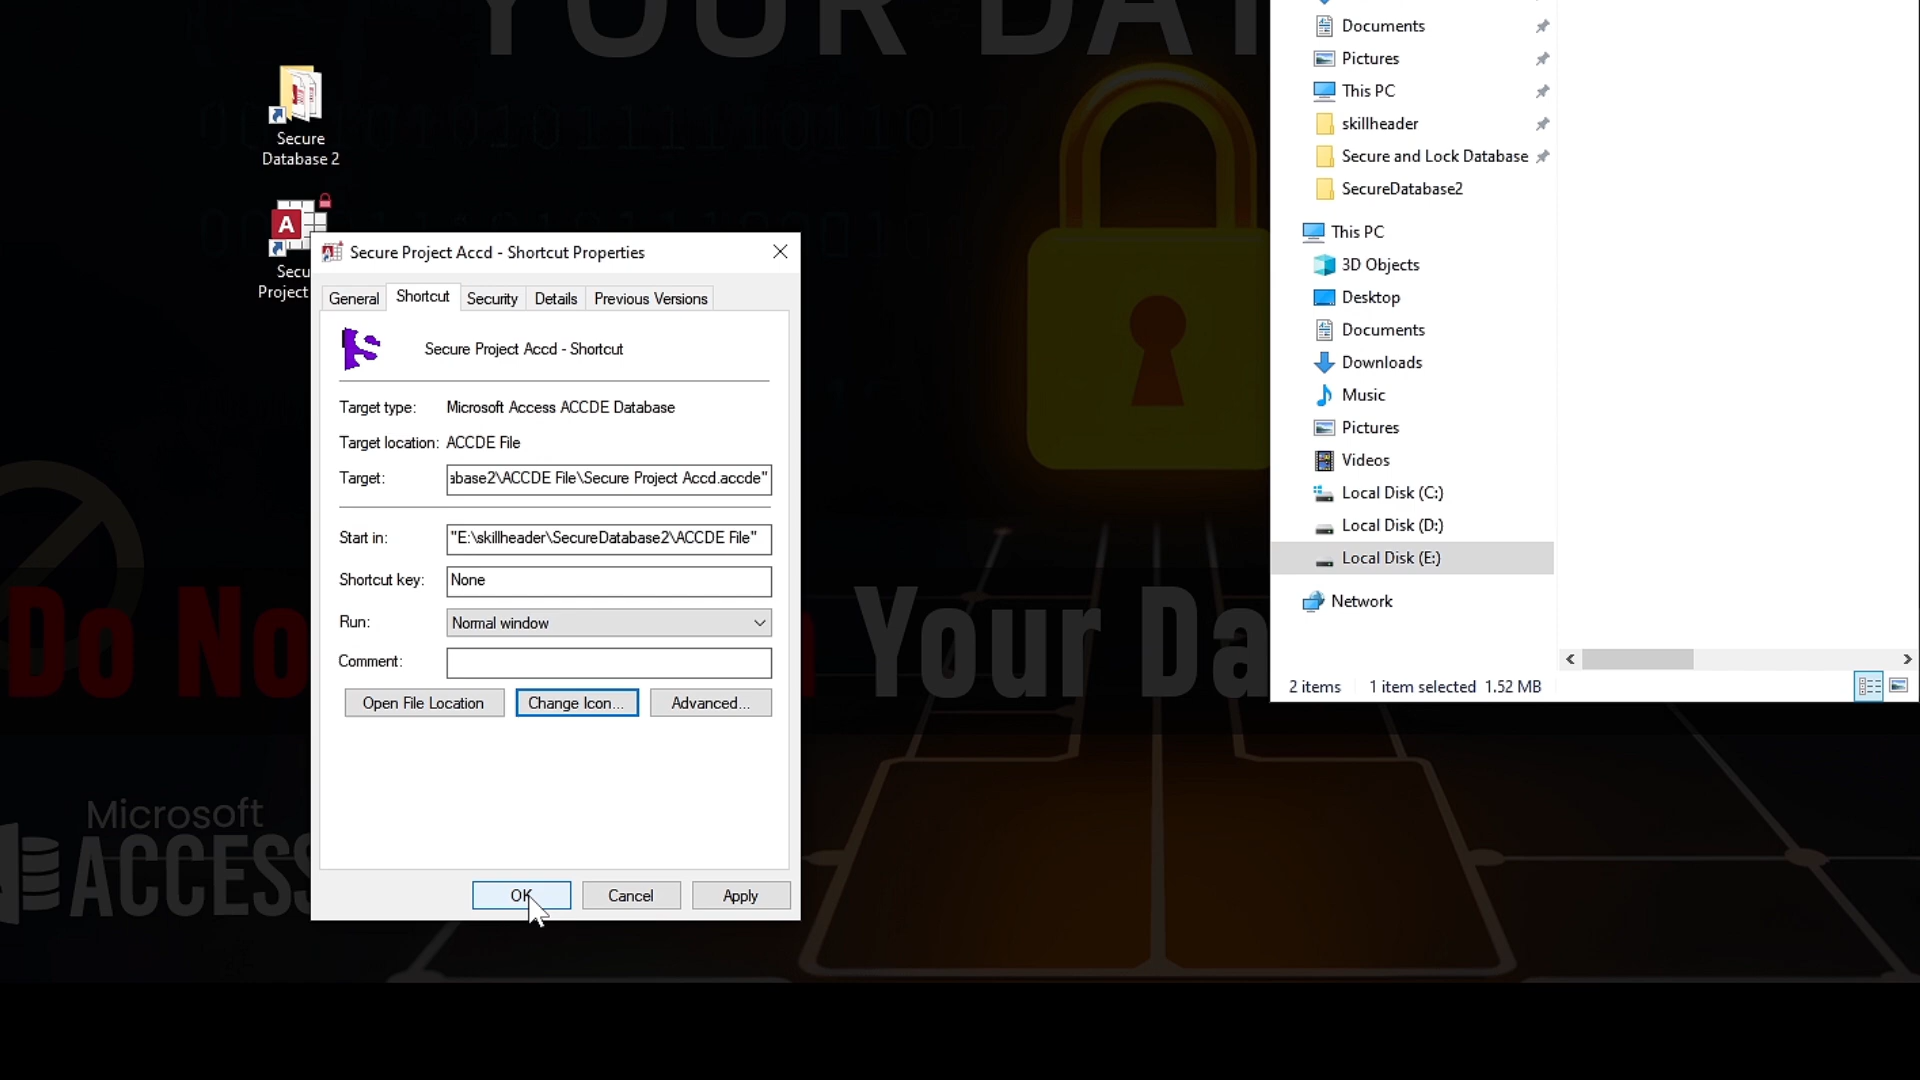 YOUR DAT
Secure
Database 2
Secu
Project
Secure Project Accd - Shortcut Properties
General
Shortcut
Security
Details
Previous Versions
Secure Project Accd - Shortcut
Target type:
Microsoft Access ACCDE Database
Target location:
ACCDE File
Target:
abase2\ACCDE File\Secure Project Accd.accde"
Start in:
"E:\skillheader\SecureDatabase2\ACCDE File"
Shortcut key:
None
Run:
Normal window
Comment:
Open File Location
Change Icon...
Advanced...
OK
Cancel
Apply
Documents
Pictures
This PC
skillheader
Secure and Lock Database
SecureDatabase2
This PC
3D Objects
Desktop
Documents
Downloads
Music
Pictures
Videos
Local Disk (C:)
Local Disk (D:)
Local Disk (E:)
Network
2 items
1 item selected 1.52 MB
Do No
Your Da
Microsoft
ACCESS